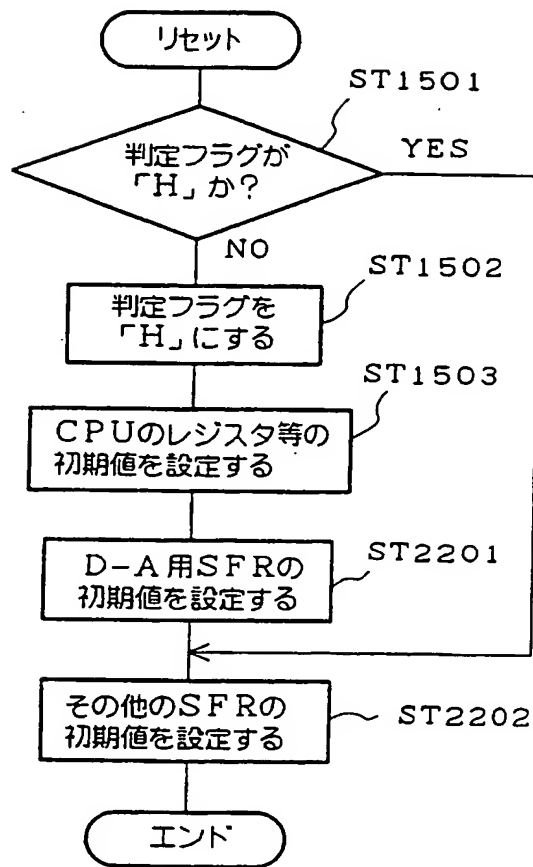 リセット
ST1501
判定フラグが
「H」か?
YES
NO
ST1502
判定フラグを
「H」にする
ST1503
CPUのレジスタ等の
初期値を設定する
ST2201
D-A用SFRの
初期値を設定する
その他のSFRの
初期値を設定する
ST2202
エンド